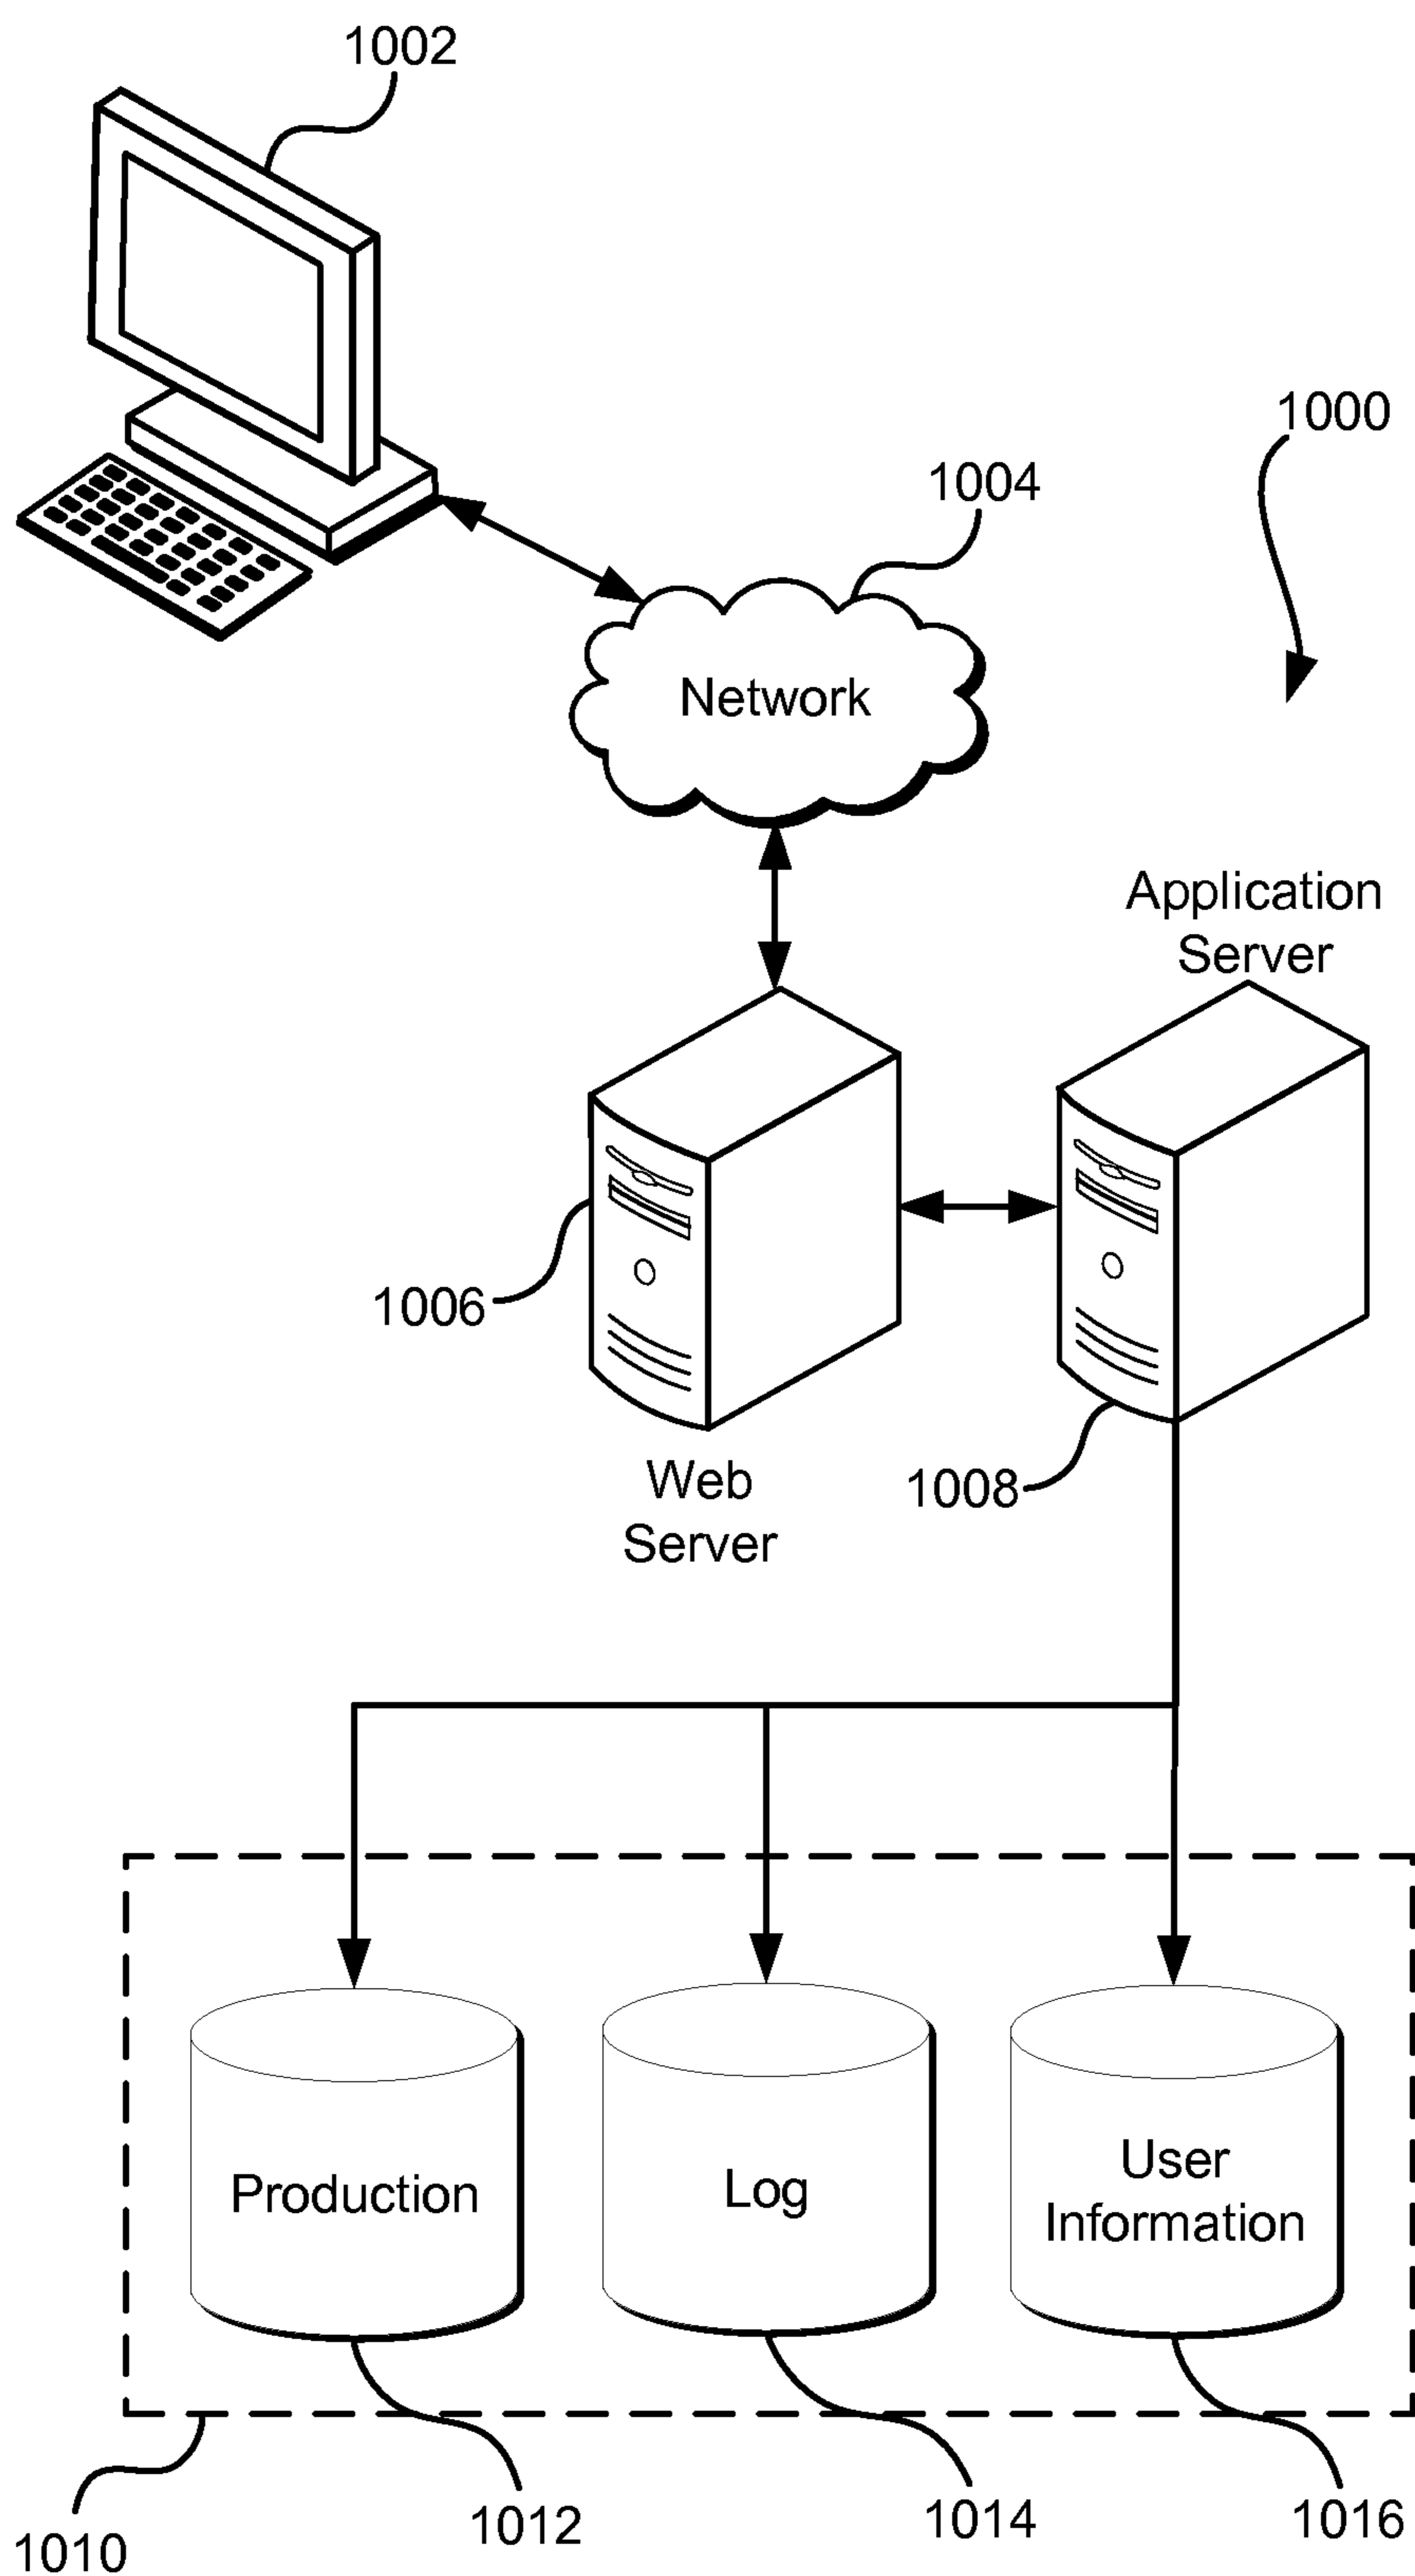 1002
1000
1004
Network
Application
Server
1006
1008
Web
Server
Production
Log
User
Information
1010
1012
1014
1016